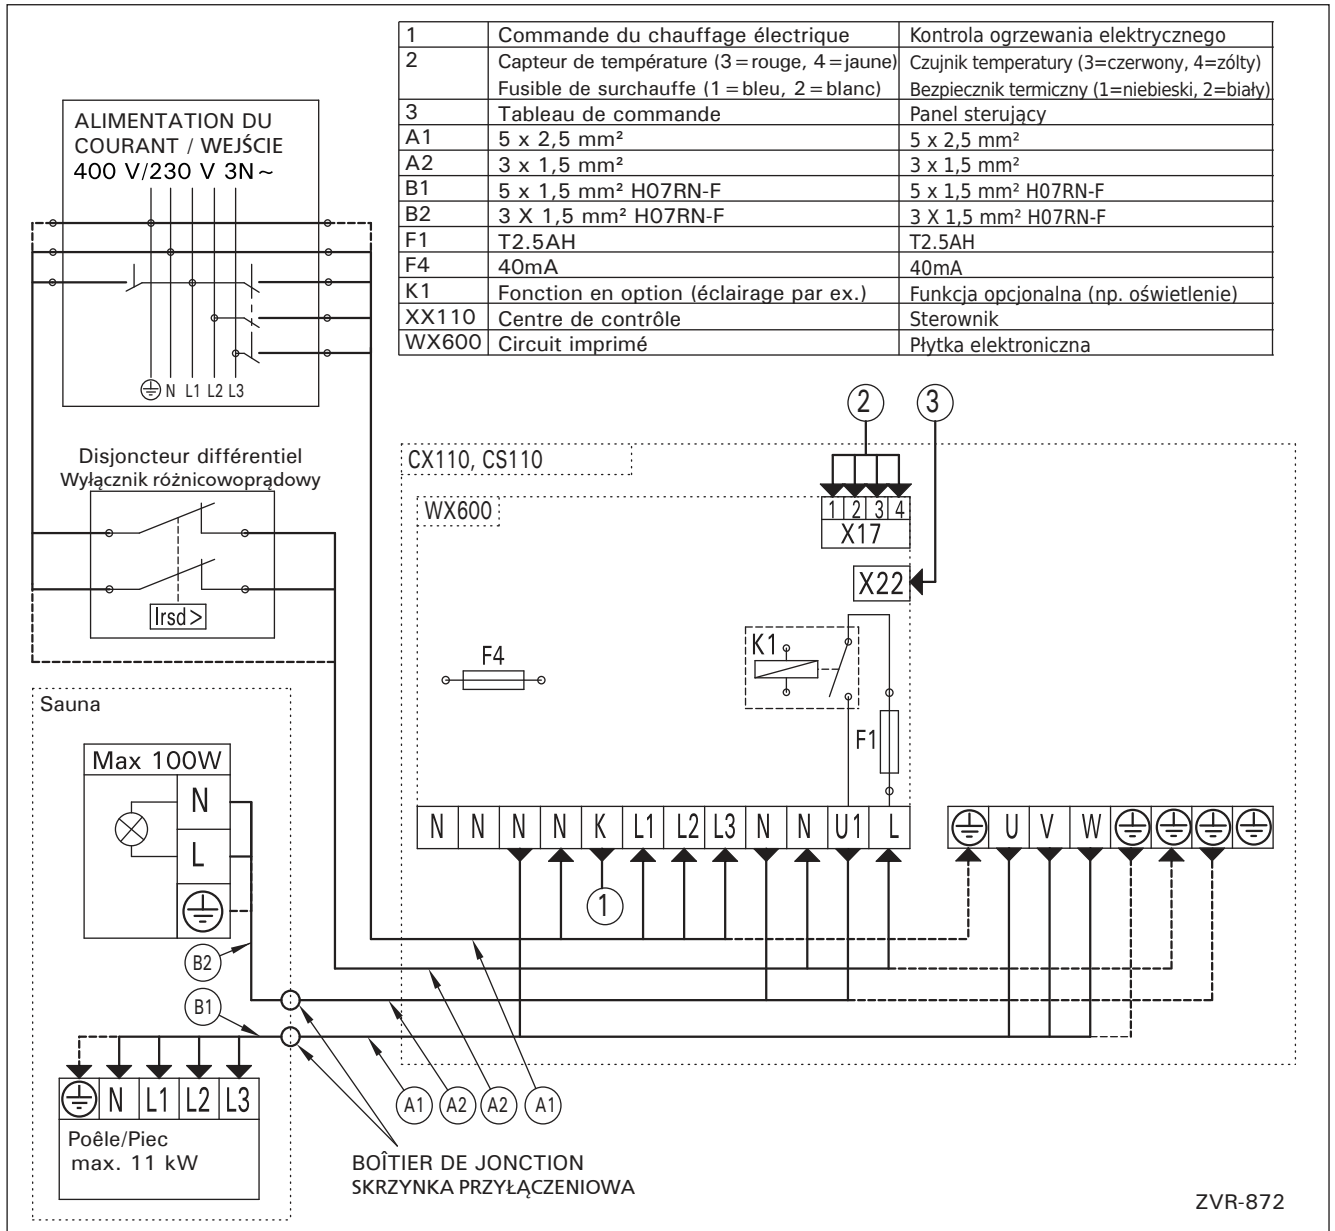 1 Commande du chauffage électrique Kontrola ogrzewania elektrycznego
2 Capteur de température (3=rouge, 4=jaune) Czujnik temperatury (3=czerwony, 4=zólty)
Fusible de surchauffe (1=bleu, 2=blanc) Bezpiecznik termiczny (1=niebieski, 2=biały)
3 Tableau de commande Panel sterujący
A1 5 x 2,5 mm² 5 x 2,5 mm²
A2 3 x 1,5 mm² 3 x 1,5 mm²
B1 5 x 1,5 mm² H07RN-F 5 x 1,5 mm² H07RN-F
B2 3 X 1,5 mm² H07RN-F 3 X 1,5 mm² H07RN-F
F1 T2.5AH T2.5AH
F4 40mA 40mA
K1 Fonction en option (éclairage par ex.) Funkcja opcjonalna (np. oświetlenie)
XX110 Centre de contrôle Sterownik
WX600 Circuit imprimé Płytka elektroniczna
ALIMENTATION DU
COURANT / WEJŚCIE
400 V/230 V 3N~
N L1 L2 L3
Disjoncteur différentiel
Wyłącznik różnicowoprądowy
Irsd>
2 3
CX110, CS110
WX600
1 2 3 4
X17
X22
K1
F4
F1
N N N N K L1 L2 L3 N N U1 L
U V W
1
Sauna
Max 100W
N
L
B2
B1
N L1 L2 L3
Poêle/Piec
max. 11 kW
A1 A2 A2 A1
BOÎTIER DE JONCTION
SKRZYNKA PRZYŁĄCZENIOWA
ZVR-872